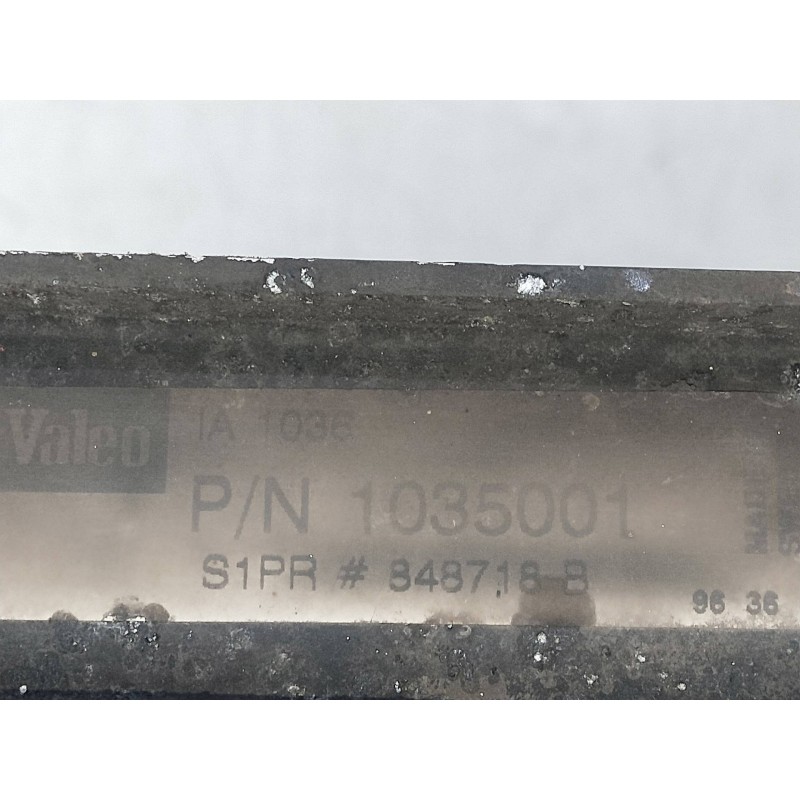 Valeo
IA 1036
P/N 1035001
S1PR # 848718-B
96 36